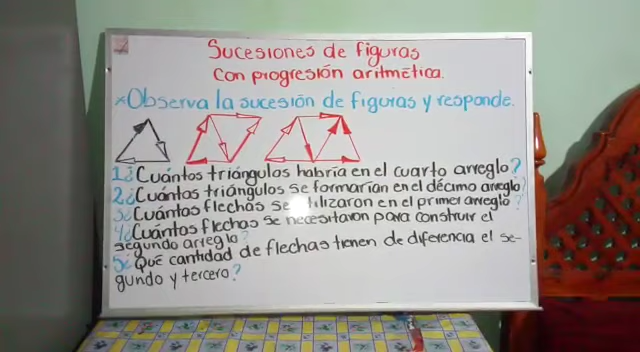 Sucesiones de figuras
con progresión aritmética.
*Observa la sucesión de figuras y responde.
1¿Cuántos triángulos habría en el cuarto arreglo?
2¿Cuántos triángulos se formarían en el décimo arreglo?
3¿Cuántos flechas se utilizaron en el primer arreglo?
4¿Cuántos flechas se necesitaron para construir el
segundo arreglo?
5¿Qué cantidad de flechas tienen de diferencia el se-
gundo y tercero?